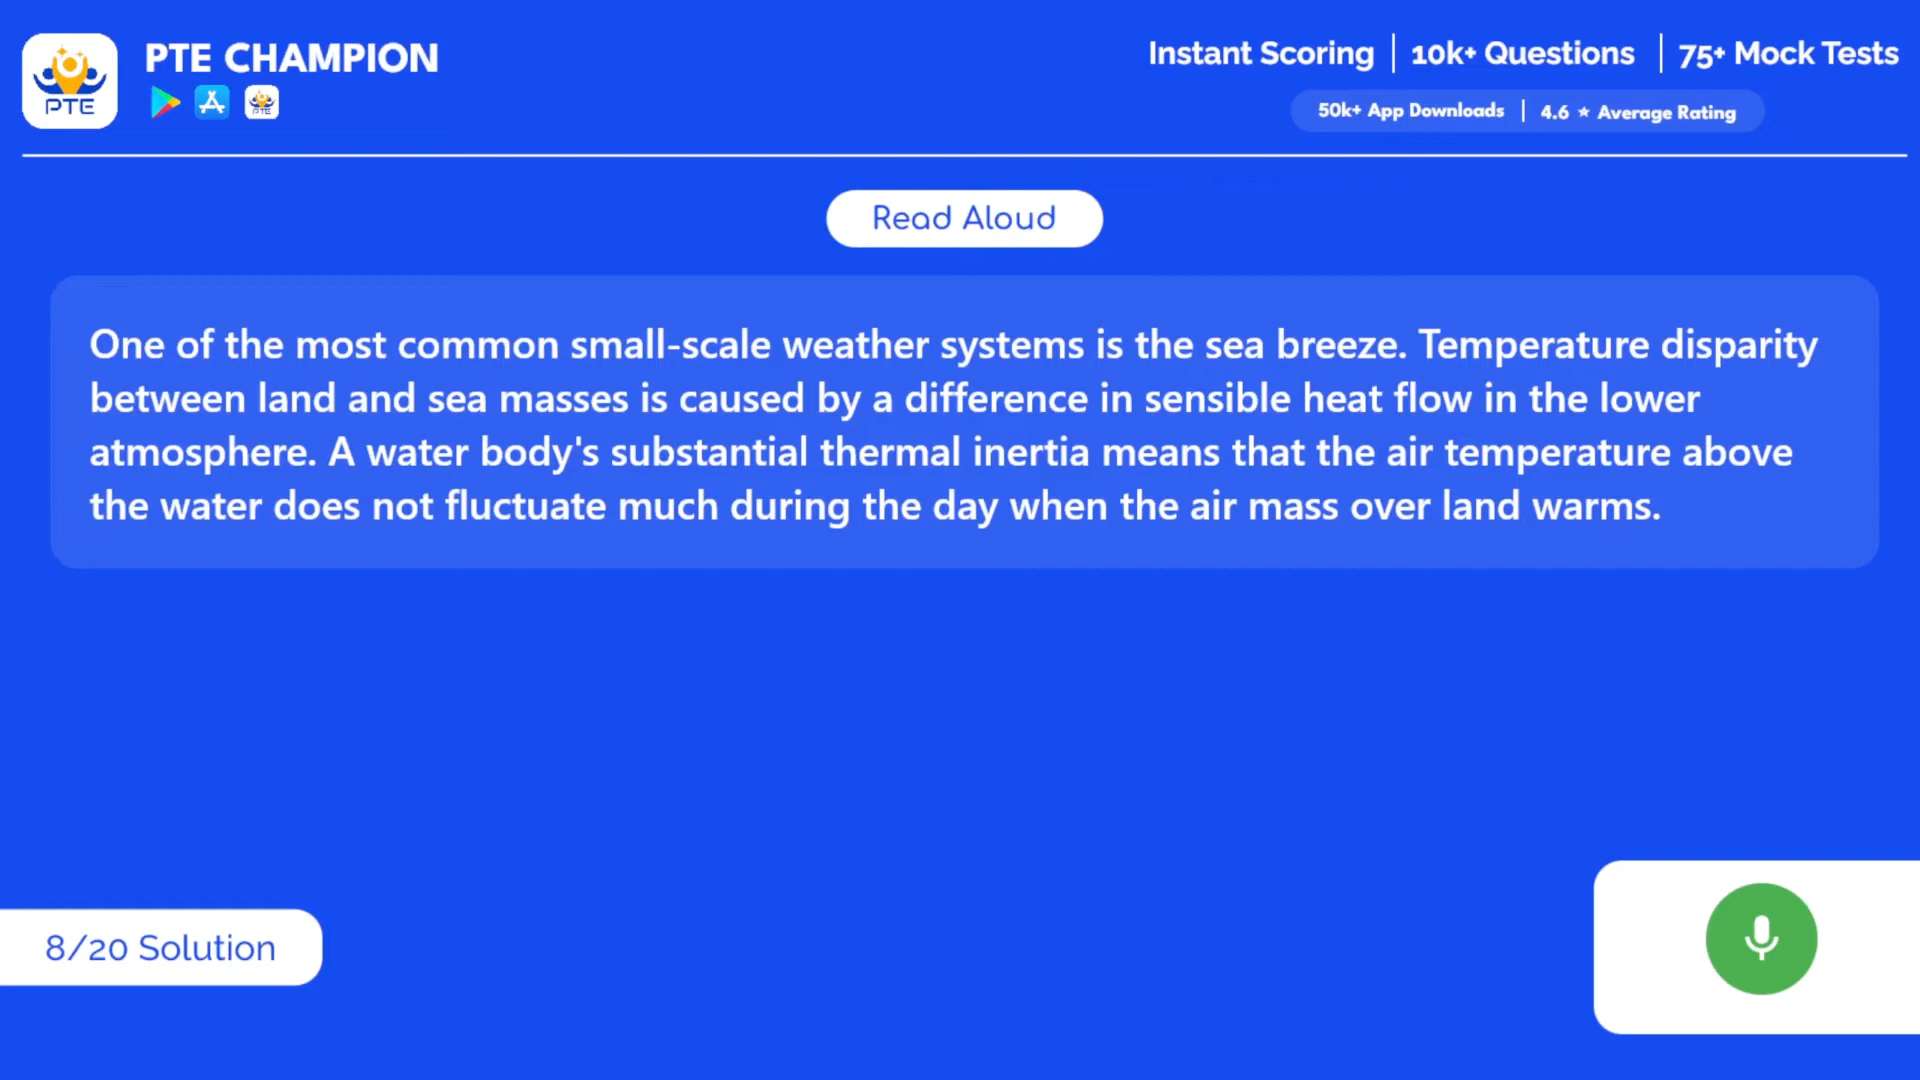 PTE CHAMPION
PTE
PTE
Instant Scoring | 10k+ Questions | 75+ Mock Tests
50k+ App Downloads | 4.6 ★ Average Rating
Read Aloud
One of the most common small-scale weather systems is the sea breeze. Temperature disparity
between land and sea masses is caused by a difference in sensible heat flow in the lower
atmosphere. A water body's substantial thermal inertia means that the air temperature above
the water does not fluctuate much during the day when the air mass over land warms.
8/20 Solution